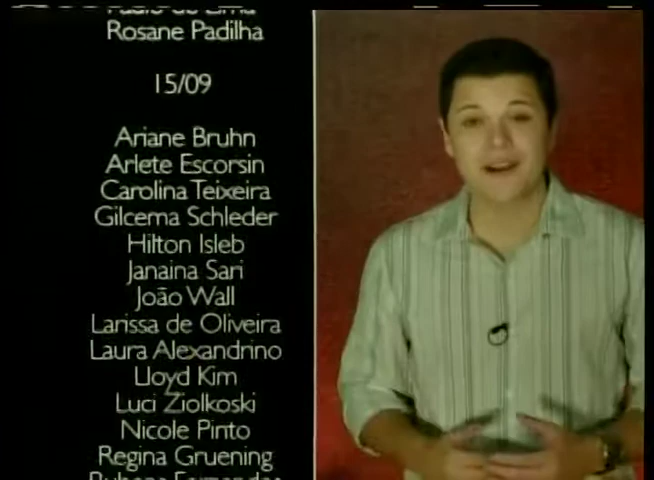 Rosane Padilha
15/09
Ariane Bruhn
Arlete Escorsin
Carolina Teixeira
Gilcema Schleder
Hilton Isleb
Janaina Sari
João Wall
Larissa de Oliveira
Laura Alexandrino
Lloyd Kim
Luci Ziolkoski
Nicole Pinto
Regina Gruening